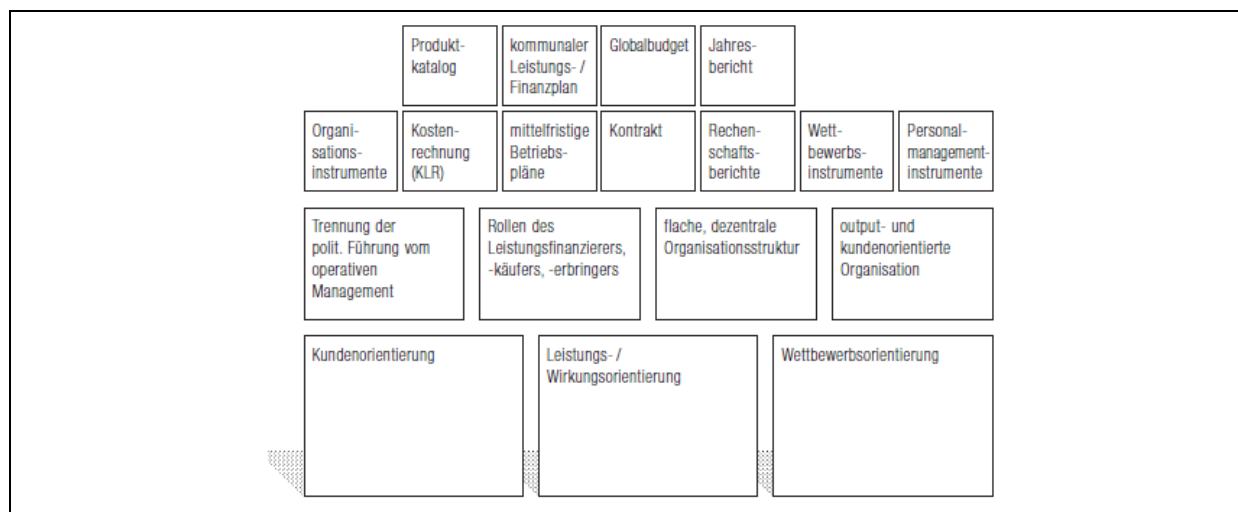 Produkt-
katalog
kommunaler
Leistungs- /
Finanzplan
Globalbudget
Jahres-
bericht
Organi-
sations-
instrumente
Kosten-
rechnung
(KLR)
mittelfristige
Betriebs-
pläne
Kontrakt
Rechen-
schafts-
berichte
Wett-
bewerbs-
instrumente
Personal-
management-
instrumente
Trennung der
polit. Führung vom
operativen
Management
Rollen des
Leistungsfinanzierers,
-käufers, -erbringers
flache, dezentrale
Organisationsstruktur
output- und
kundenorientierte
Organisation
Kundenorientierung
Leistungs- /
Wirkungsorientierung
Wettbewerbsorientierung